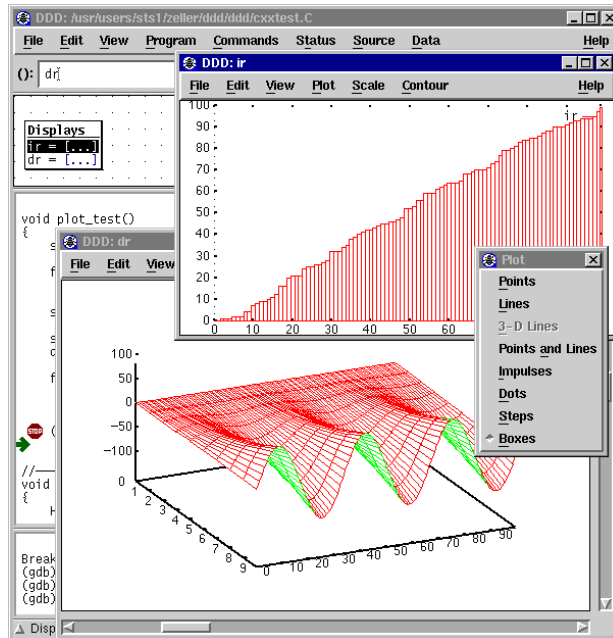 DDD: /usr/users/sts1/zeller/ddd/ddd/cxxtest.C
File Edit View Program Commands Status Source Data Help
(): dr
Displays
ir = [...]
dr = [...]
void plot_test()
{
s
f
s
s
d
f
STOP (
//—
void
{
H
Break
(gdb)
(gdb)
(gdb)
Disp
DDD: ir
File Edit View Plot Scale Contour Help
100
90
80
70
60
50
40
30
20
10
0
ir
0 10 20 30 40 50 60 70
DDD: dr
File Edit View
100
50
0
-50
-100
0
1 2 3 4 5 6 7 8 9
0 10 20 30 40 50 60 70 80 90
Plot
Points
Lines
3-D Lines
Points and Lines
Impulses
Dots
Steps
Boxes